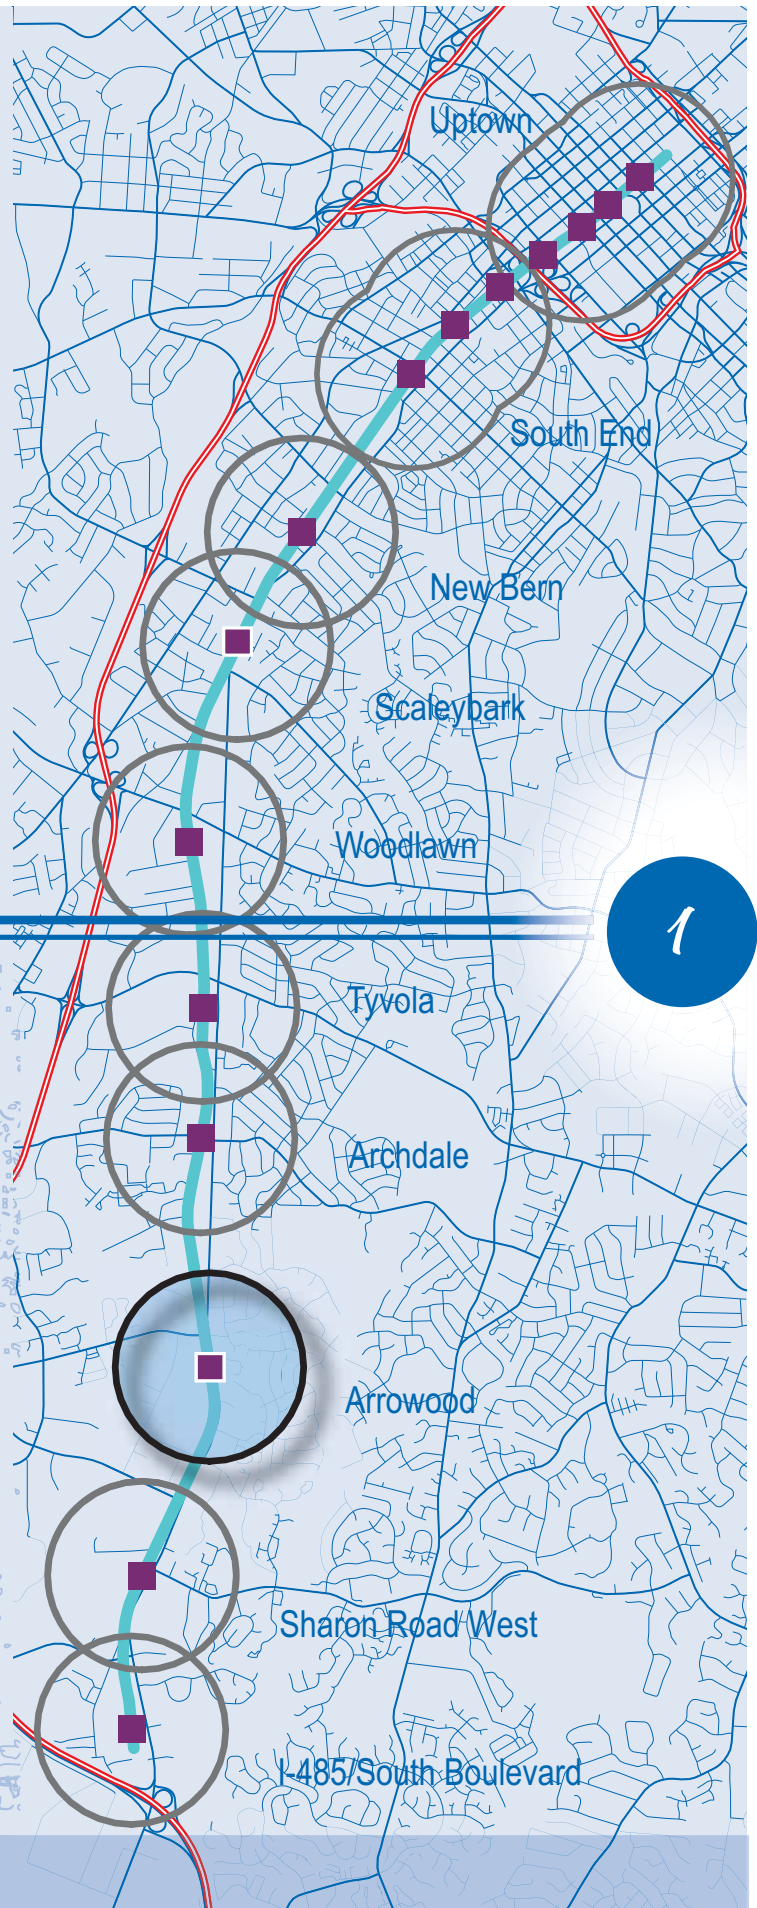 Uptown
South End
New Bern
Scaleybark
Woodlawn
1
Tyvola
Archdale
Arrowood
Sharon Road West
I-485/South Boulevard